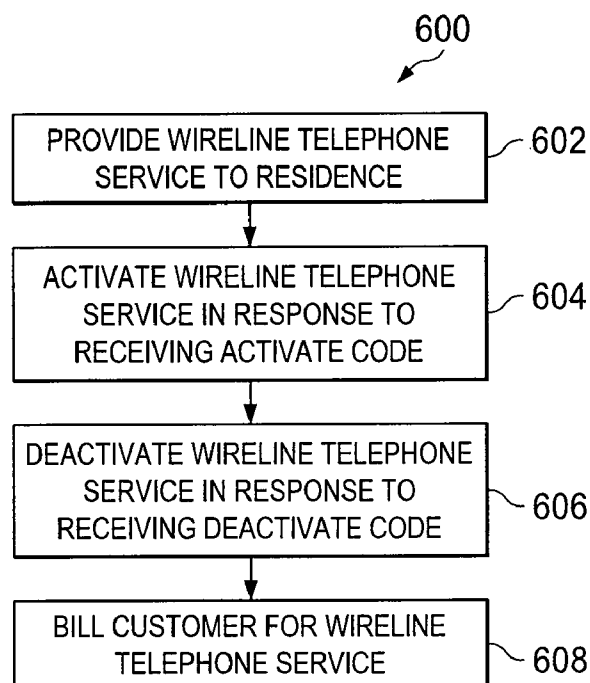 600
PROVIDE WIRELINE TELEPHONE
SERVICE TO RESIDENCE
602
ACTIVATE WIRELINE TELEPHONE
SERVICE IN RESPONSE TO
RECEIVING ACTIVATE CODE
604
DEACTIVATE WIRELINE TELEPHONE
SERVICE IN RESPONSE TO
RECEIVING DEACTIVATE CODE
606
BILL CUSTOMER FOR WIRELINE
TELEPHONE SERVICE
608